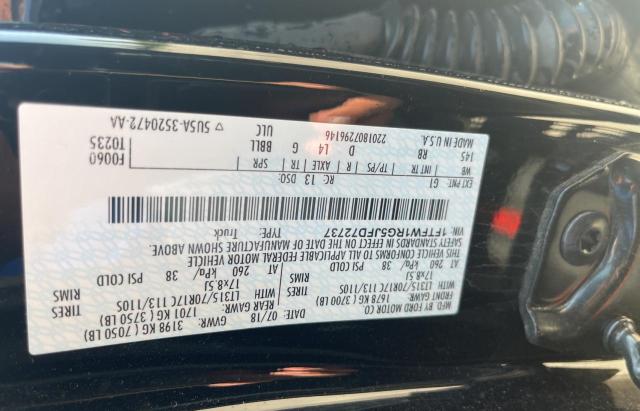 MFD. BY FORD MOTOR CO.
DATE: 07/18 GVWR: 3198 KG ( 7050 LB)
FRONT GAWR: REAR GAWR:
1678 KG ( 3700 LB) 1701 KG ( 3750 LB)
LT315/70R17C 113/110S WITH TIRES LT315/70R17C 113/110S TIRES
17x8.5J RIMS 17x8.5J RIMS
AT 260 kPa/ 38 PSI COLD 260 kPa/ 38 PSI COLD
THIS VEHICLE CONFORMS TO ALL APPLICABLE FEDERAL MOTOR VEHICLE
SAFETY STANDARDS IN EFFECT ON THE DATE OF MANUFACTURE SHOWN ABOVE.
VIN: 1FTFW1RG5JFD72737
TYPE: Truck
EXT PNT: G1 RC: 13 DSO: F0060
WB INT TR TP/PS R AXLE TR SPR T0235
145 RB D L4 G BBLL
MADE IN U.S.A. 2201807296146 ULC
▽ 5U5A-3520472-AA